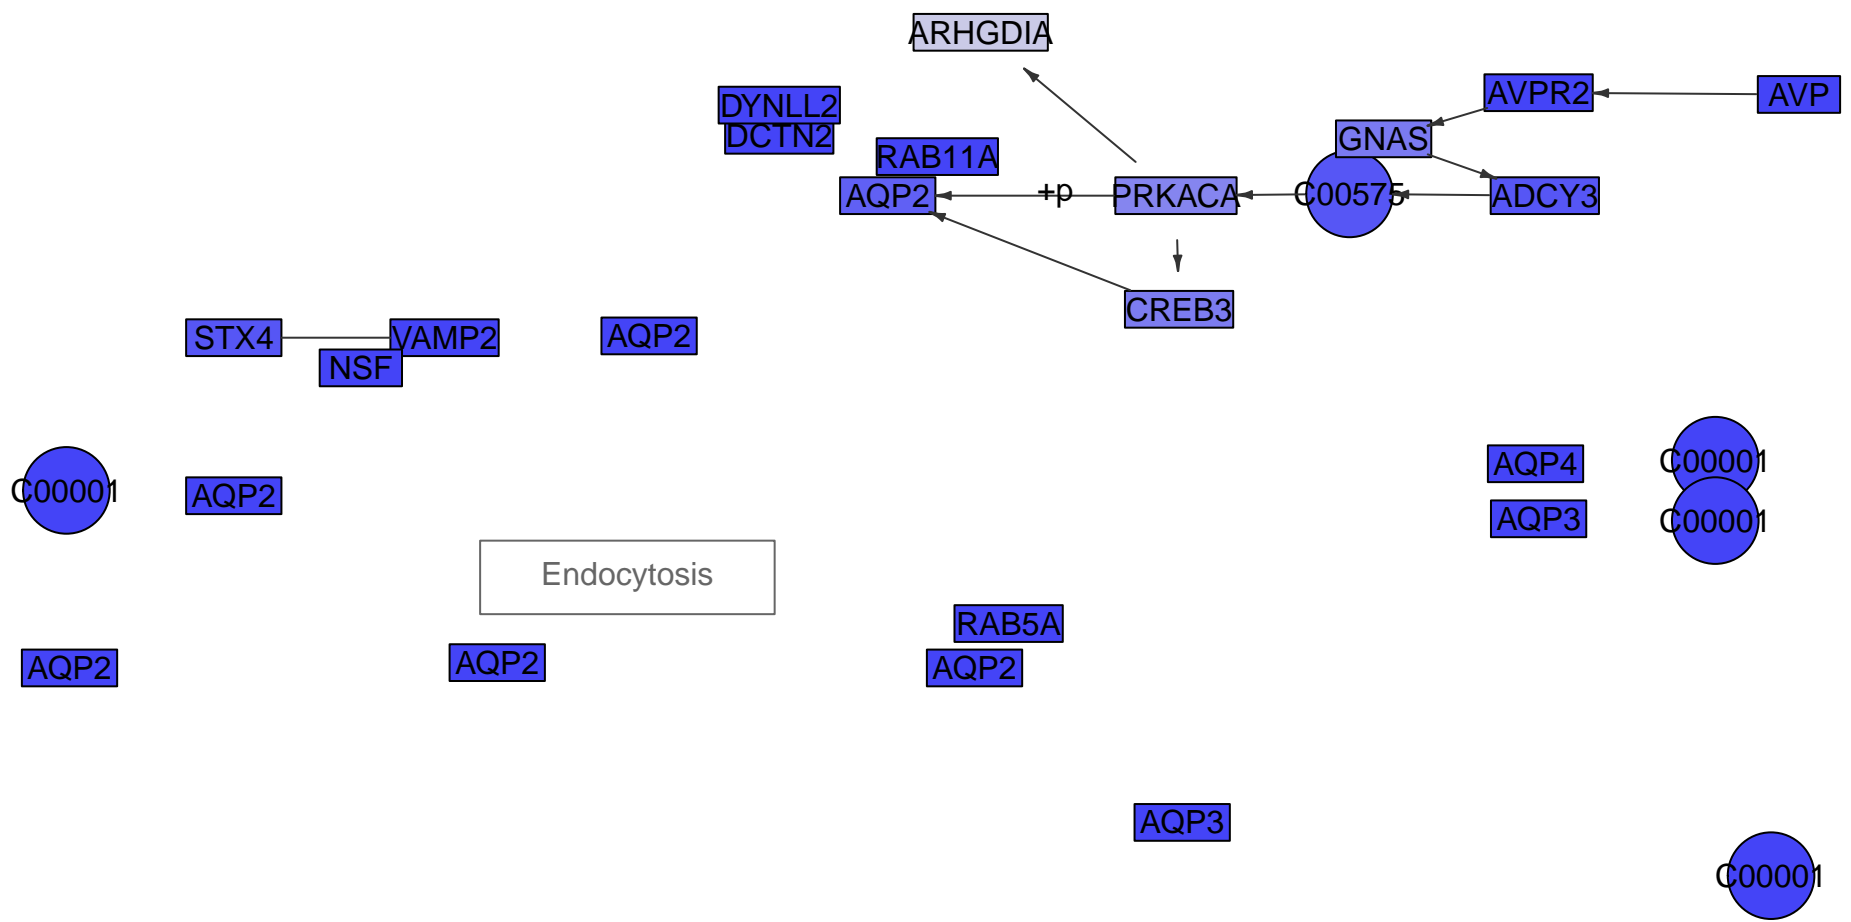 ARHGDIA
DYNLL2
DCTN2
AVPR2
AVP
GNAS
RAB11A
AQP2
+p
PRKACA
C00575
ADCY3
CREB3
STX4
VAMP2
AQP2
NSF
C00001
AQP2
AQP4
C00001
AQP3
C00001
Endocytosis
RAB5A
AQP2
AQP2
AQP2
AQP3
C00001